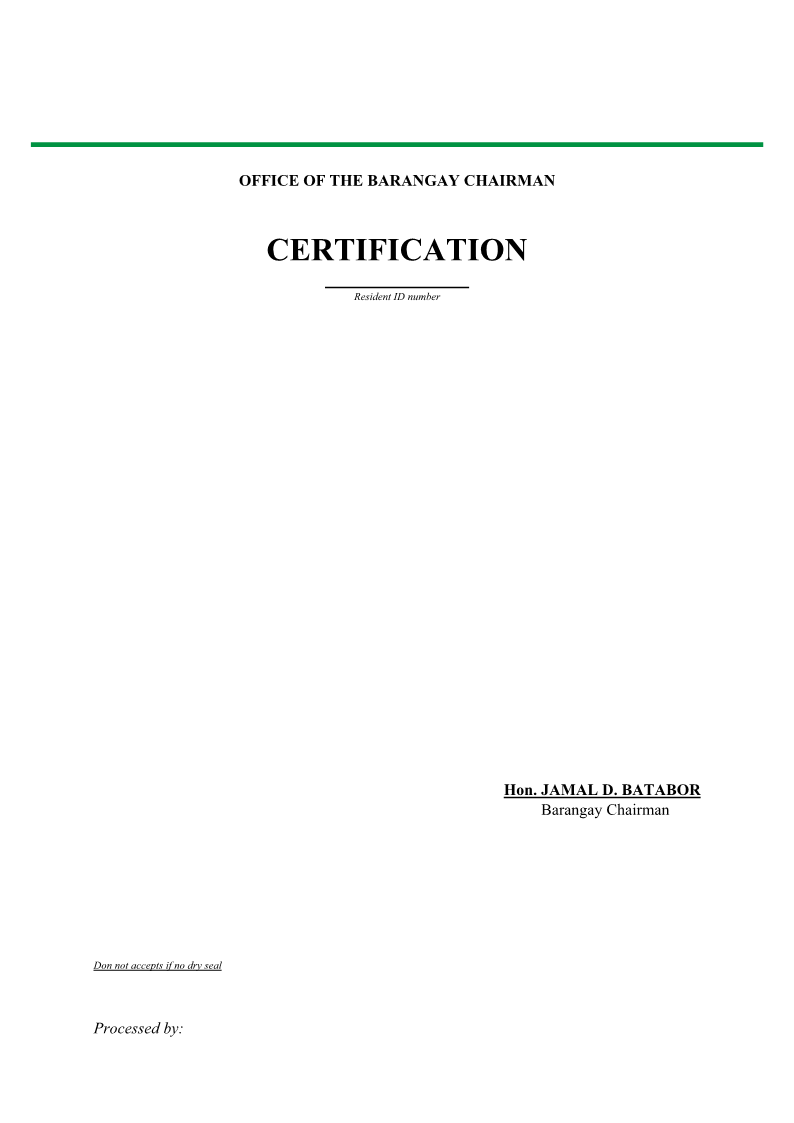 OFFICE OF THE BARANGAY CHAIRMAN
CERTIFICATION
Resident ID number
Hon. JAMAL D. BATABOR
Barangay Chairman
Don not accepts if no dry seal
Processed by: